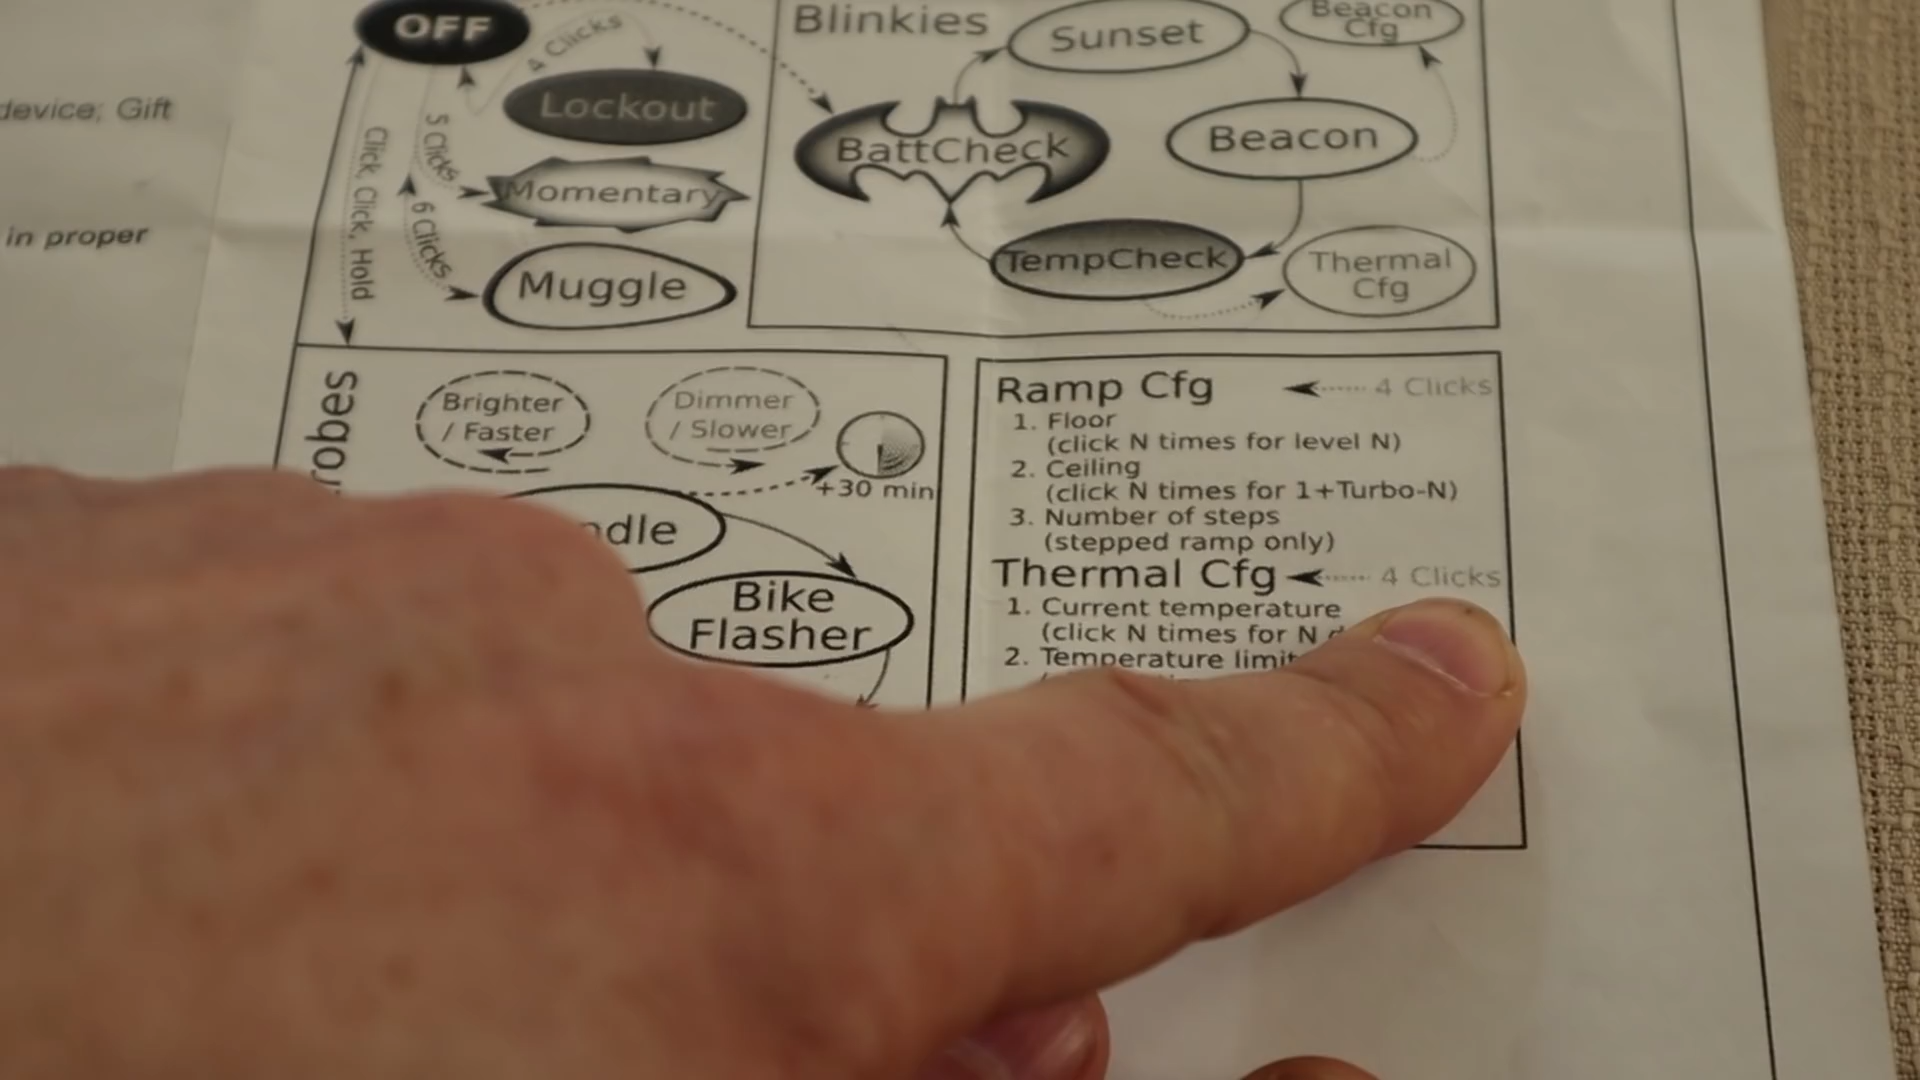 device; Gift
in proper
OFF
4 Clicks
Lockout
5 Clicks
Momentary
Click, Click, Hold
6 Clicks
Muggle
Blinkies
Sunset
Beacon
Cfg
BattCheck
Beacon
TempCheck
Thermal
Cfg
robes
Brighter
/ Faster
Dimmer
/ Slower
+30 min
ndle
Bike
Flasher
Ramp Cfg 4 Clicks
1. Floor
(click N times for level N)
2. Ceiling
(click N times for 1+Turbo-N)
3. Number of steps
(stepped ramp only)
Thermal Cfg 4 Clicks
1. Current temperature
(click N times for N
2. Temperature limit